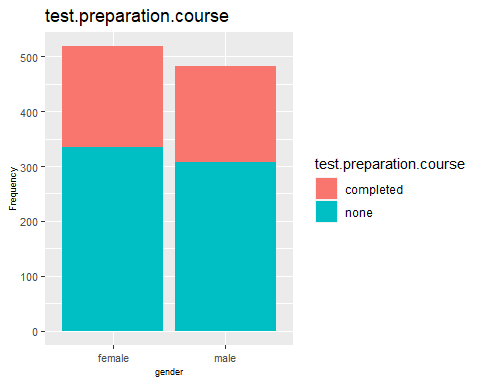 test.preparation.course
500
400
300
200
100
0
Frequency
female male
gender
test.preparation.course
completed
none